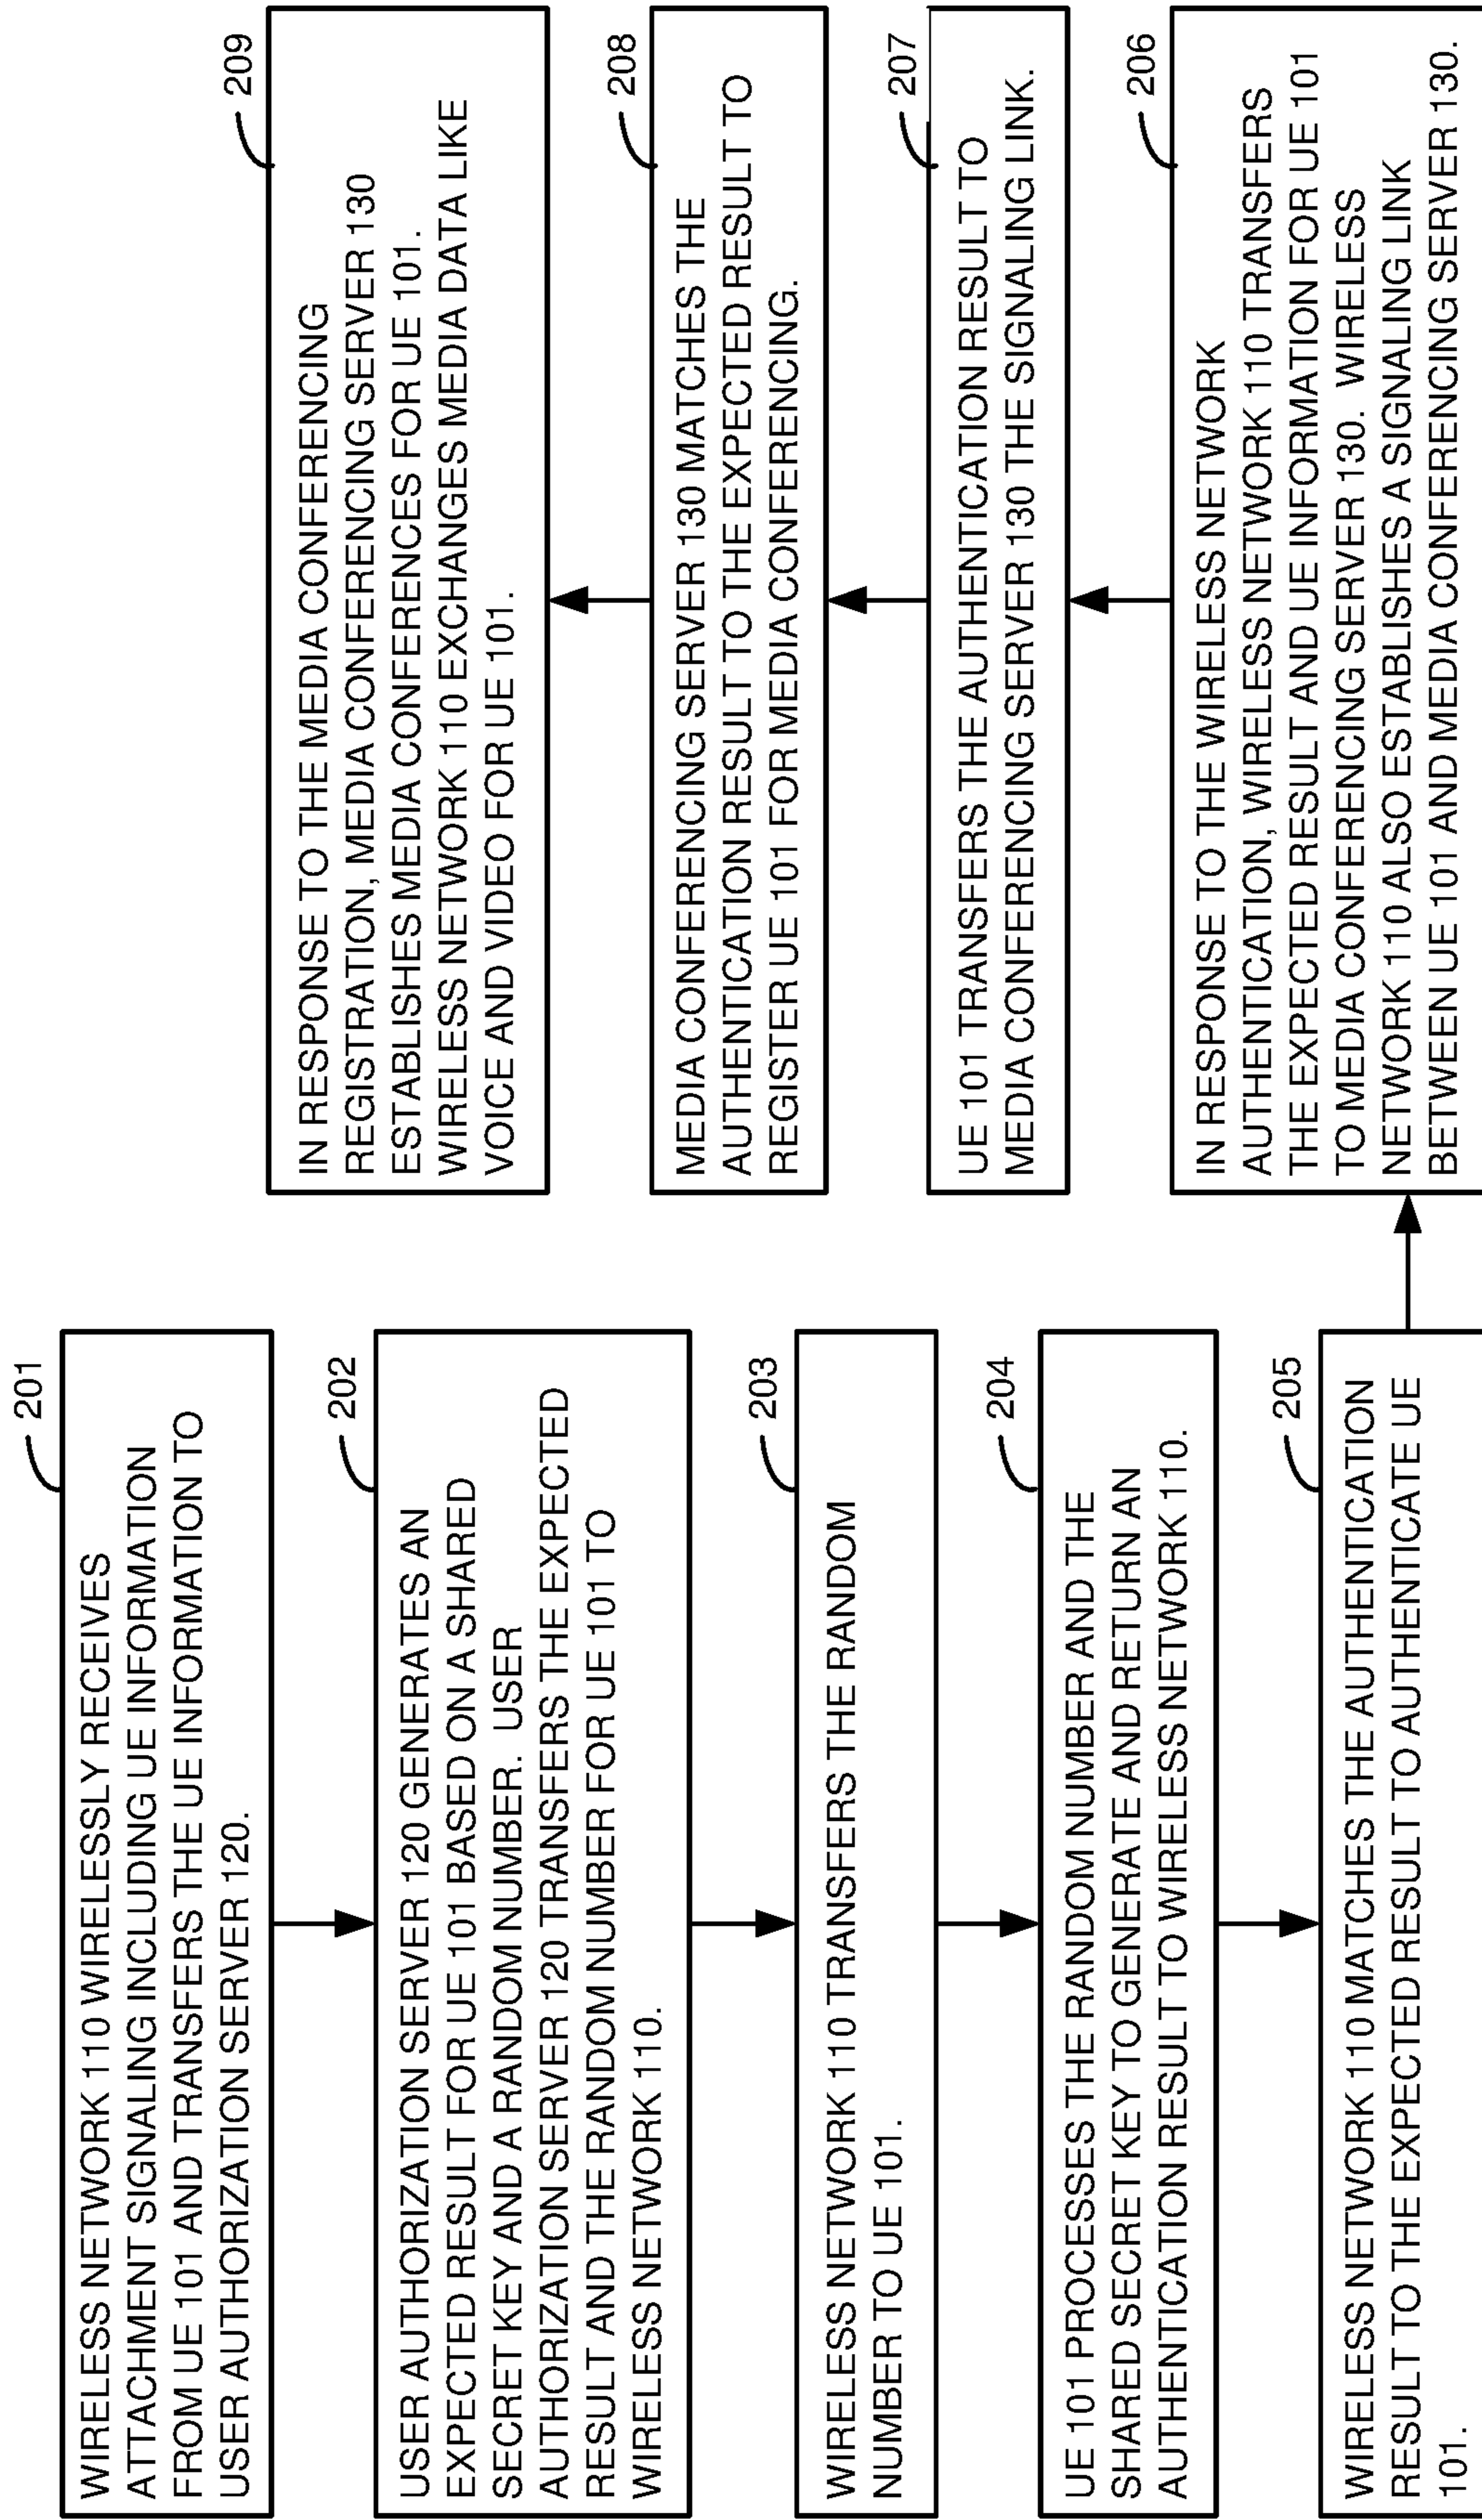 201
WIRELESS NETWORK 110 WIRELESSLY RECEIVES
ATTACHMENT SIGNALING INCLUDING UE INFORMATION
FROM UE 101 AND TRANSFERS THE UE INFORMATION TO
USER AUTHORIZATION SERVER 120.
202
USER AUTHORIZATION SERVER 120 GENERATES AN
EXPECTED RESULT FOR UE 101 BASED ON A SHARED
SECRET KEY AND A RANDOM NUMBER. USER
AUTHORIZATION SERVER 120 TRANSFERS THE EXPECTED
RESULT AND THE RANDOM NUMBER FOR UE 101 TO
WIRELESS NETWORK 110.
203
WIRELESS NETWORK 110 TRANSFERS THE RANDOM
NUMBER TO UE 101.
204
UE 101 PROCESSES THE RANDOM NUMBER AND THE
SHARED SECRET KEY TO GENERATE AND RETURN AN
AUTHENTICATION RESULT TO WIRELESS NETWORK 110.
205
WIRELESS NETWORK 110 MATCHES THE AUTHENTICATION
RESULT TO THE EXPECTED RESULT TO AUTHENTICATE UE
101.
206
IN RESPONSE TO THE WIRELESS NETWORK
AUTHENTICATION, WIRELESS NETWORK 110 TRANSFERS
THE EXPECTED RESULT AND UE INFORMATION FOR UE 101
TO MEDIA CONFERENCING SERVER 130. WIRELESS
NETWORK 110 ALSO ESTABLISHES A SIGNALING LINK
BETWEEN UE 101 AND MEDIA CONFERENCING SERVER 130.
207
UE 101 TRANSFERS THE AUTHENTICATION RESULT TO
MEDIA CONFERENCING SERVER 130 THE SIGNALING LINK.
208
MEDIA CONFERENCING SERVER 130 MATCHES THE
AUTHENTICATION RESULT TO THE EXPECTED RESULT TO
REGISTER UE 101 FOR MEDIA CONFERENCING.
209
IN RESPONSE TO THE MEDIA CONFERENCING
REGISTRATION, MEDIA CONFERENCING SERVER 130
ESTABLISHES MEDIA CONFERENCES FOR UE 101.
WIRELESS NETWORK 110 EXCHANGES MEDIA DATA LIKE
VOICE AND VIDEO FOR UE 101.